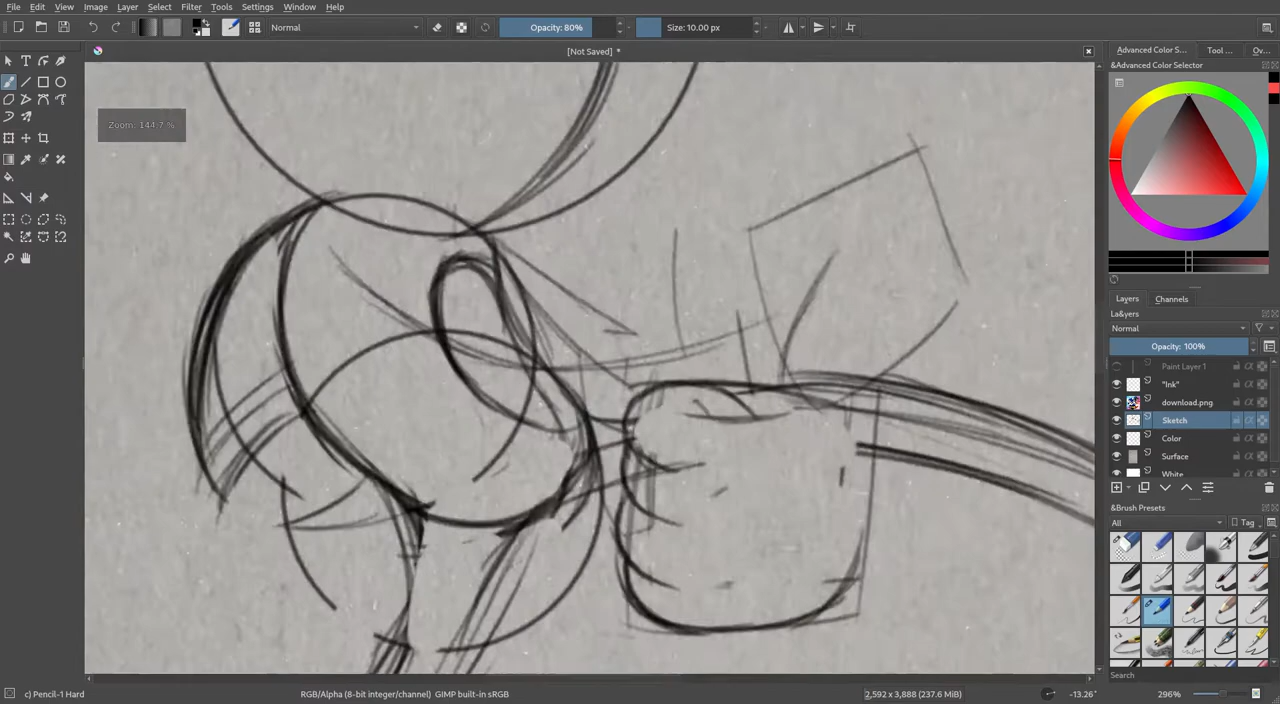 File Edit View Image Layer Select Filter Tools Settings Window Help
Normal Opacity: 80% Size: 10.00 px
[Not Saved] *
Advanced Color S... Tool ... Ov...
&Advanced Color Selector
Zoom: 144.7 %
Layers Channels
La&yers
Normal
Opacity: 100%
Paint Layer 1
"Ink"
download.png
Sketch
Color
Surface
White
&Brush Presets
All Tag
Search
c) Pencil-1 Hard RGB/Alpha (8-bit integer/channel) GIMP built-in sRGB 2,592 x 3,888 (237.6 MiB) -13.26° 296%